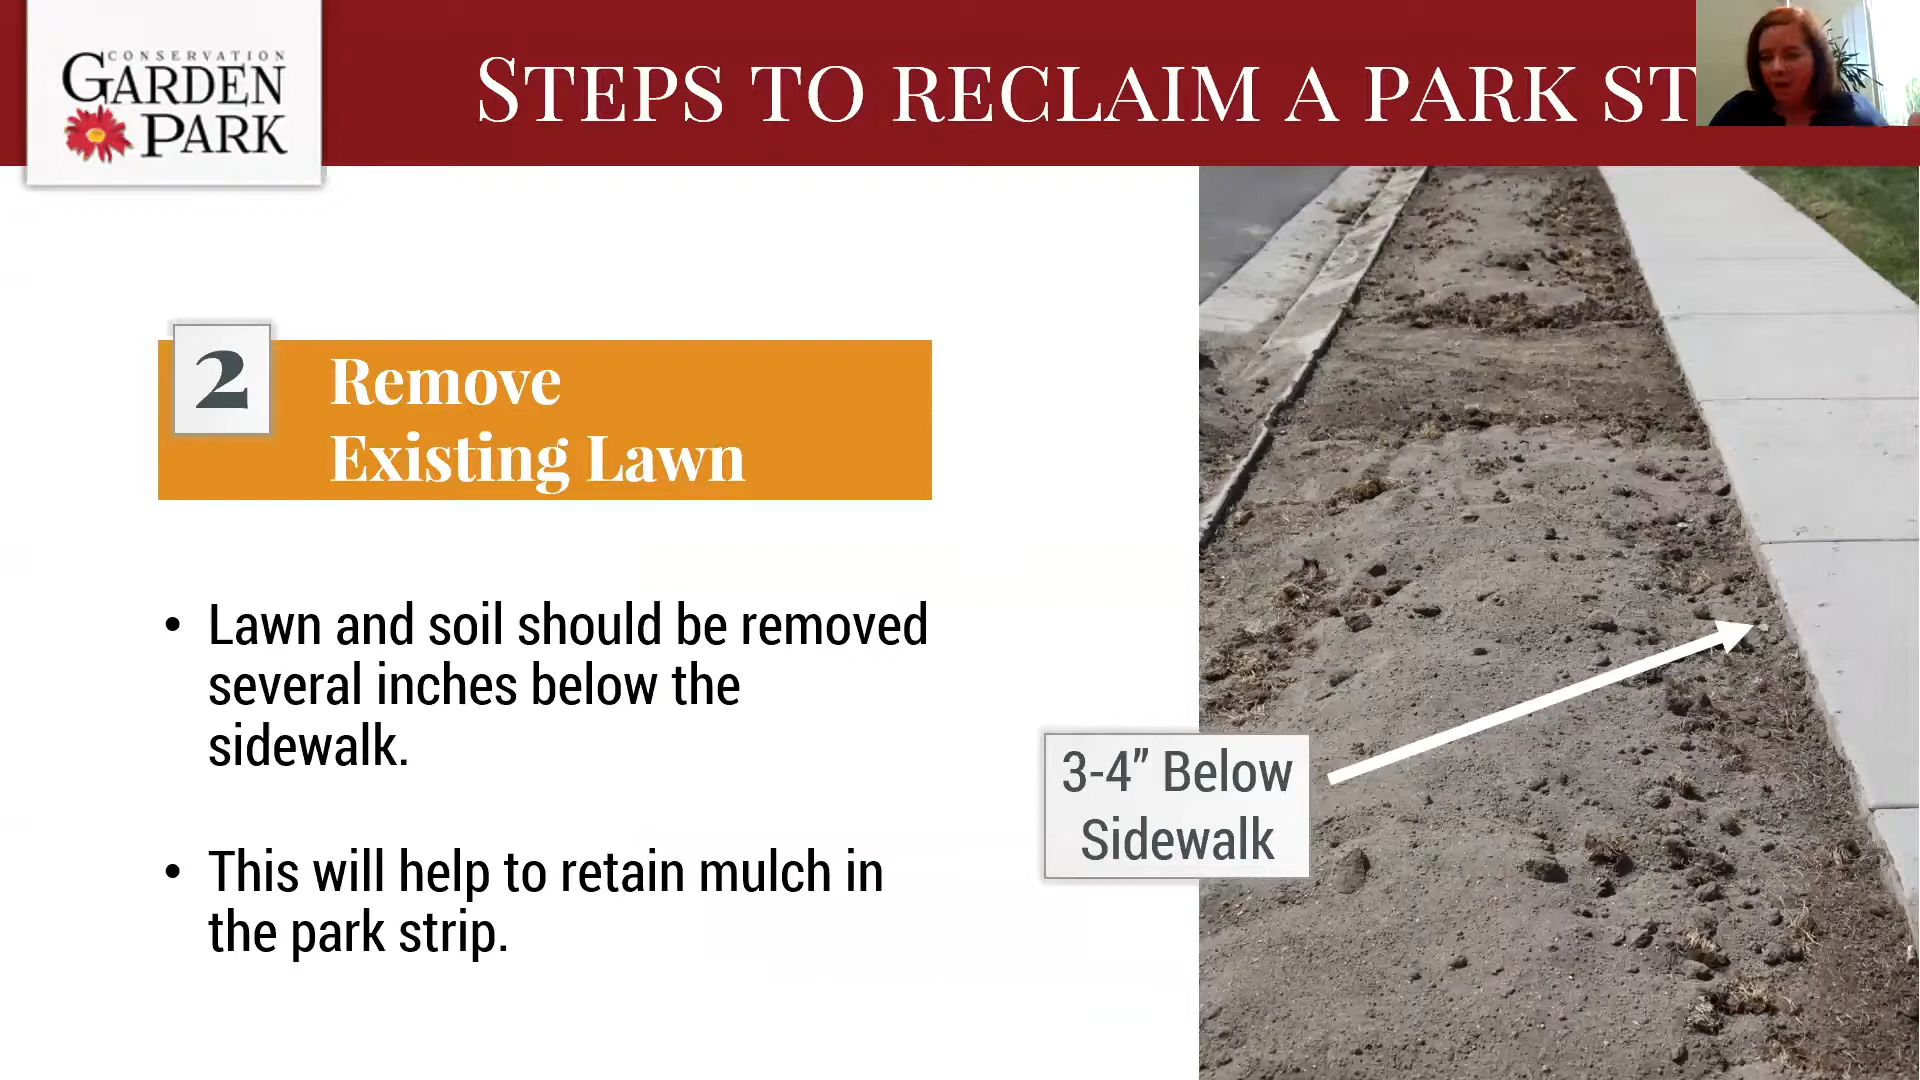 CONSERVATION
GARDEN
PARK
STEPS TO RECLAIM A PARK ST
2
Remove
Existing Lawn
• Lawn and soil should be removed
several inches below the
sidewalk.
• This will help to retain mulch in
the park strip.
3-4” Below
Sidewalk